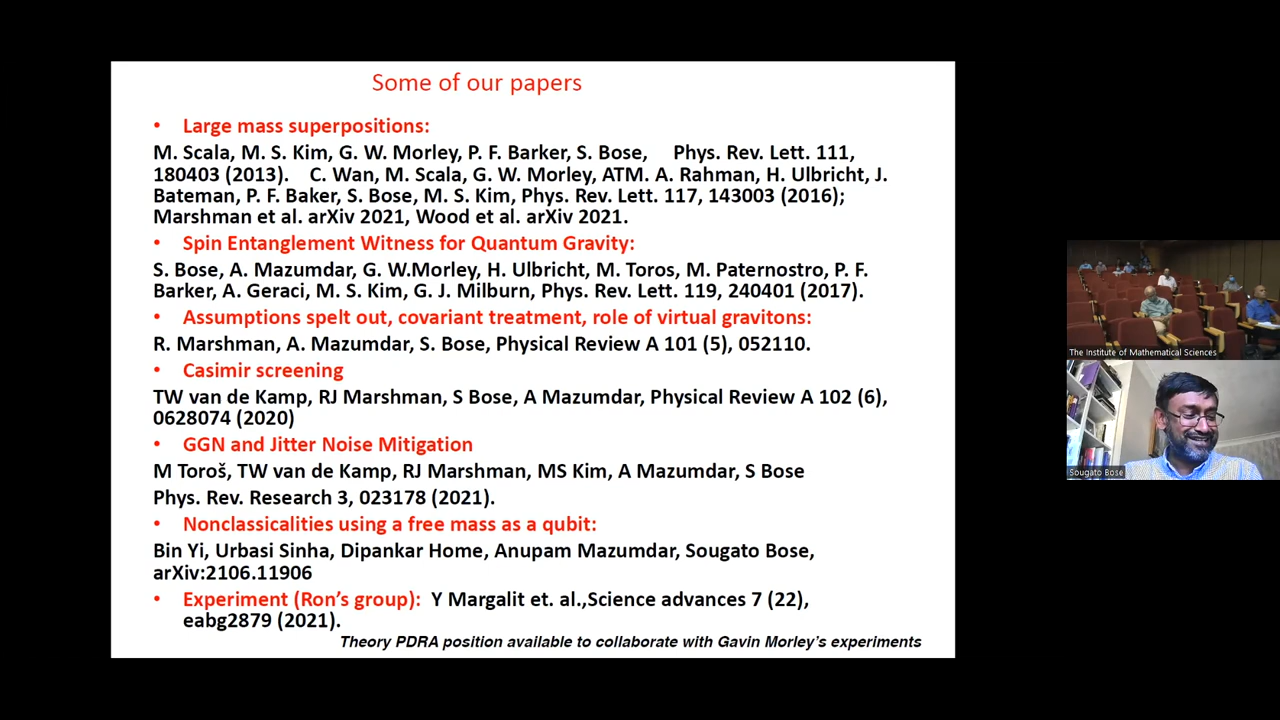 Some of our papers
• Large mass superpositions:
M. Scala, M. S. Kim, G. W. Morley, P. F. Barker, S. Bose, Phys. Rev. Lett. 111,
180403 (2013). C. Wan, M. Scala, G. W. Morley, ATM. A. Rahman, H. Ulbricht, J.
Bateman, P. F. Baker, S. Bose, M. S. Kim, Phys. Rev. Lett. 117, 143003 (2016);
Marshman et al. arXiv 2021, Wood et al. arXiv 2021.
• Spin Entanglement Witness for Quantum Gravity:
S. Bose, A. Mazumdar, G. W.Morley, H. Ulbricht, M. Toros, M. Paternostro, P. F.
Barker, A. Geraci, M. S. Kim, G. J. Milburn, Phys. Rev. Lett. 119, 240401 (2017).
• Assumptions spelt out, covariant treatment, role of virtual gravitons:
R. Marshman, A. Mazumdar, S. Bose, Physical Review A 101 (5), 052110.
• Casimir screening
TW van de Kamp, RJ Marshman, S Bose, A Mazumdar, Physical Review A 102 (6),
0628074 (2020)
• GGN and Jitter Noise Mitigation
M Toroš, TW van de Kamp, RJ Marshman, MS Kim, A Mazumdar, S Bose
Phys. Rev. Research 3, 023178 (2021).
• Nonclassicalities using a free mass as a qubit:
Bin Yi, Urbasi Sinha, Dipankar Home, Anupam Mazumdar, Sougato Bose,
arXiv:2106.11906
• Experiment (Ron's group): Y Margalit et. al.,Science advances 7 (22),
eabg2879 (2021).
Theory PDRA position available to collaborate with Gavin Morley's experiments
The Institute of Mathematical Sciences
Sougato Bose